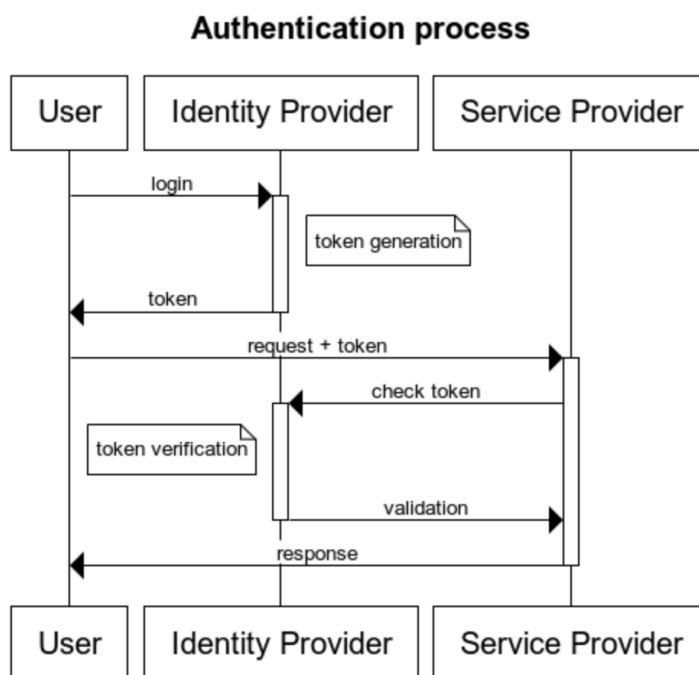 Authentication process
User
Identity Provider
Service Provider
login
token generation
token
request + token
check token
token verification
validation
response
User
Identity Provider
Service Provider